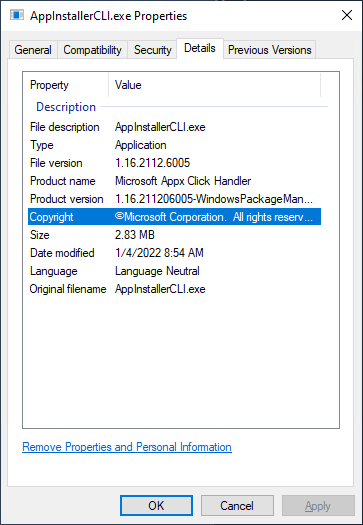 AppInstallerCLI.exe Properties
General Compatibility Security Details Previous Versions
Property Value
Description
File description AppInstallerCLI.exe
Type Application
File version 1.16.2112.6005
Product name Microsoft Appx Click Handler
Product version 1.16.211206005-WindowsPackageMan...
Copyright ©Microsoft Corporation. All rights reserv...
Size 2.83 MB
Date modified 1/4/2022 8:54 AM
Language Language Neutral
Original filename AppInstallerCLI.exe
Remove Properties and Personal Information
OK Cancel Apply